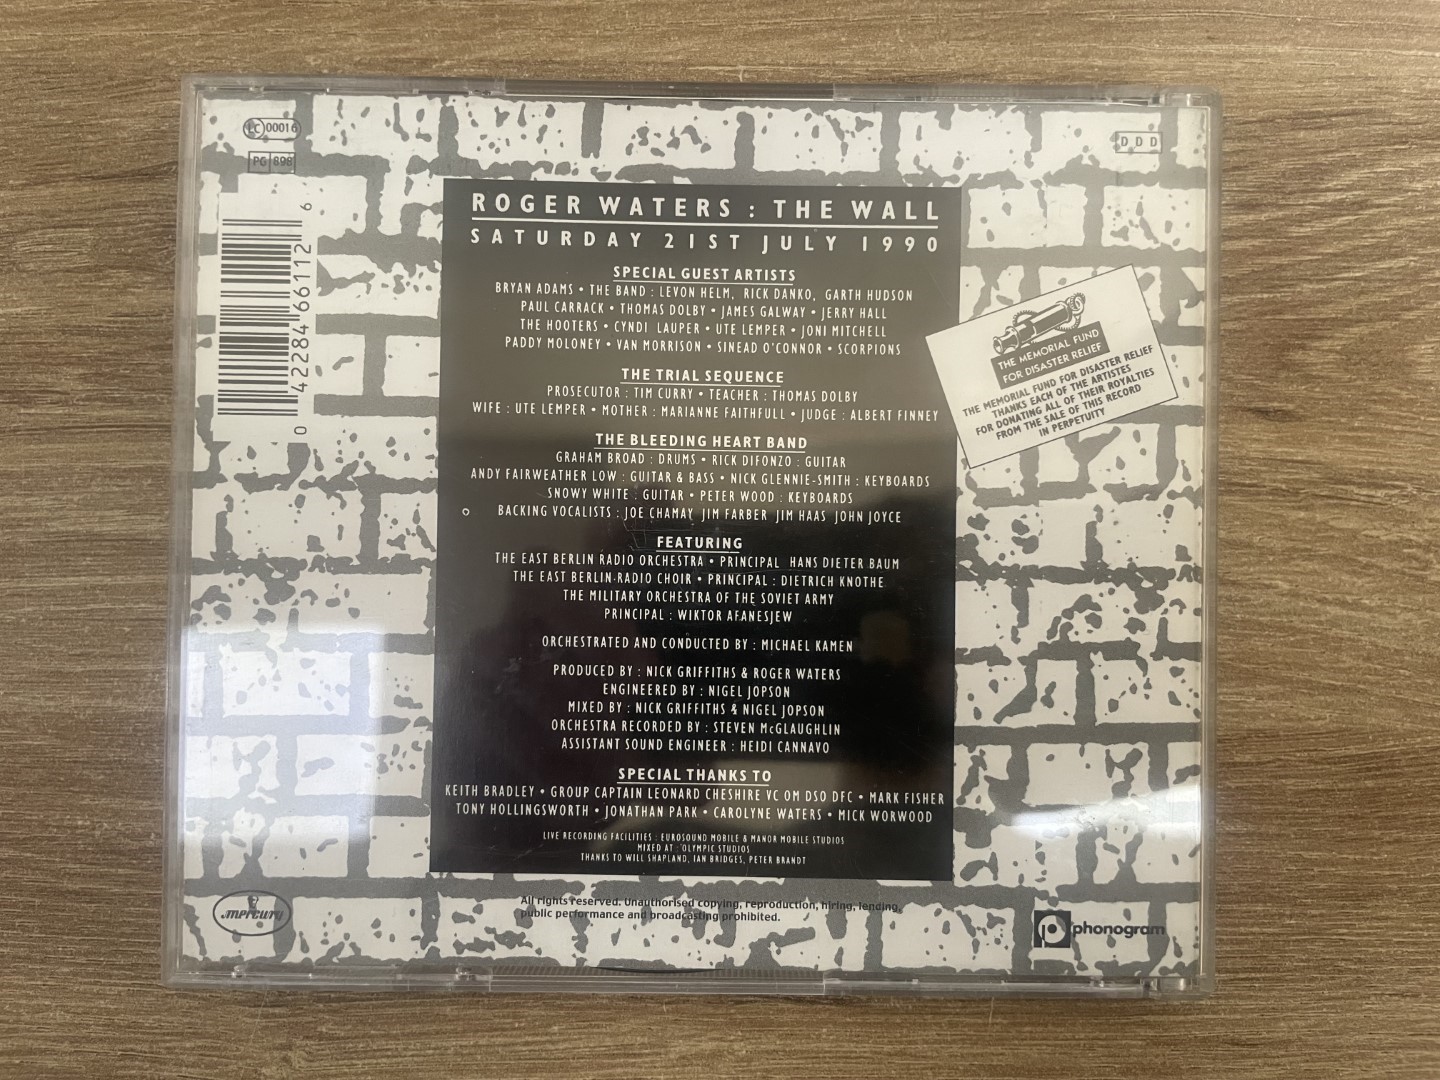 LC 00016
PG 898
DDD
0 42284 66112 6
ROGER WATERS : THE WALL
SATURDAY 21ST JULY 1990
SPECIAL GUEST ARTISTS
BRYAN ADAMS • THE BAND : LEVON HELM, RICK DANKO, GARTH HUDSON
PAUL CARRACK • THOMAS DOLBY • JAMES GALWAY • JERRY HALL
THE HOOTERS • CYNDI LAUPER • UTE LEMPER • JONI MITCHELL
PADDY MOLONEY • VAN MORRISON • SINEAD O'CONNOR • SCORPIONS
THE TRIAL SEQUENCE
PROSECUTOR : TIM CURRY • TEACHER : THOMAS DOLBY
WIFE : UTE LEMPER • MOTHER : MARIANNE FAITHFULL • JUDGE : ALBERT FINNEY
THE BLEEDING HEART BAND
GRAHAM BROAD : DRUMS • RICK DIFONZO : GUITAR
ANDY FAIRWEATHER LOW : GUITAR & BASS • NICK GLENNIE-SMITH : KEYBOARDS
SNOWY WHITE : GUITAR • PETER WOOD : KEYBOARDS
BACKING VOCALISTS : JOE CHAMAY JIM FARBER JIM HAAS JOHN JOYCE
FEATURING
THE EAST BERLIN RADIO ORCHESTRA • PRINCIPAL HANS DIETER BAUM
THE EAST BERLIN RADIO CHOIR • PRINCIPAL : DIETRICH KNOTHE
THE MILITARY ORCHESTRA OF THE SOVIET ARMY
PRINCIPAL : WIKTOR AFANESJEW
ORCHESTRATED AND CONDUCTED BY : MICHAEL KAMEN
PRODUCED BY : NICK GRIFFITHS & ROGER WATERS
ENGINEERED BY : NIGEL JOPSON
MIXED BY : NICK GRIFFITHS & NIGEL JOPSON
ORCHESTRA RECORDED BY : STEVEN McGLAUGHLIN
ASSISTANT SOUND ENGINEER : HEIDI CANNAVO
SPECIAL THANKS TO
KEITH BRADLEY • GROUP CAPTAIN LEONARD CHESHIRE VC OM DSO DFC • MARK FISHER
TONY HOLLINGSWORTH • JONATHAN PARK • CAROLYNE WATERS • MICK WORWOOD
LIVE RECORDING FACILITIES : EUROSOUND MOBILE & MANOR MOBILE STUDIOS
MIXED AT : OLYMPIC STUDIOS
THANKS TO WILL SHAPLAND, IAN BRIDGES, PETER BRANDT
THE MEMORIAL FUND
FOR DISASTER RELIEF
THE MEMORIAL FUND FOR DISASTER RELIEF
THANKS EACH OF THE ARTISTES
FOR DONATING ALL OF THEIR ROYALTIES
FROM THE SALE OF THIS RECORD
IN PERPETUITY
All rights reserved. Unauthorised copying, reproduction, hiring, lending,
public performance and broadcasting prohibited.
mercury
phonogram